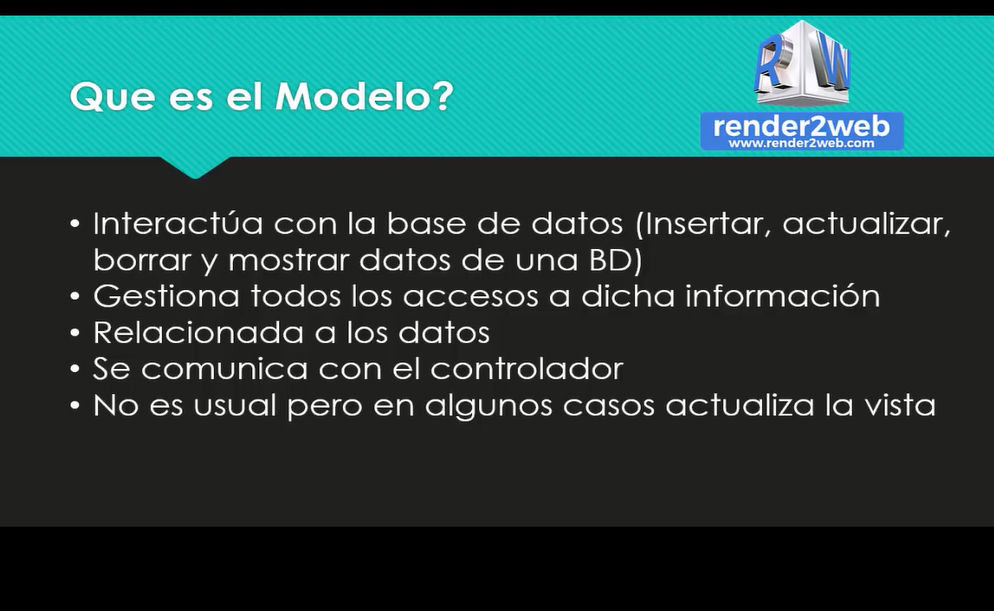 Que es el Modelo?
RW
render2web
www.render2web.com
• Interactúa con la base de datos (Insertar, actualizar,
borrar y mostrar datos de una BD)
• Gestiona todos los accesos a dicha información
• Relacionada a los datos
• Se comunica con el controlador
• No es usual pero en algunos casos actualiza la vista